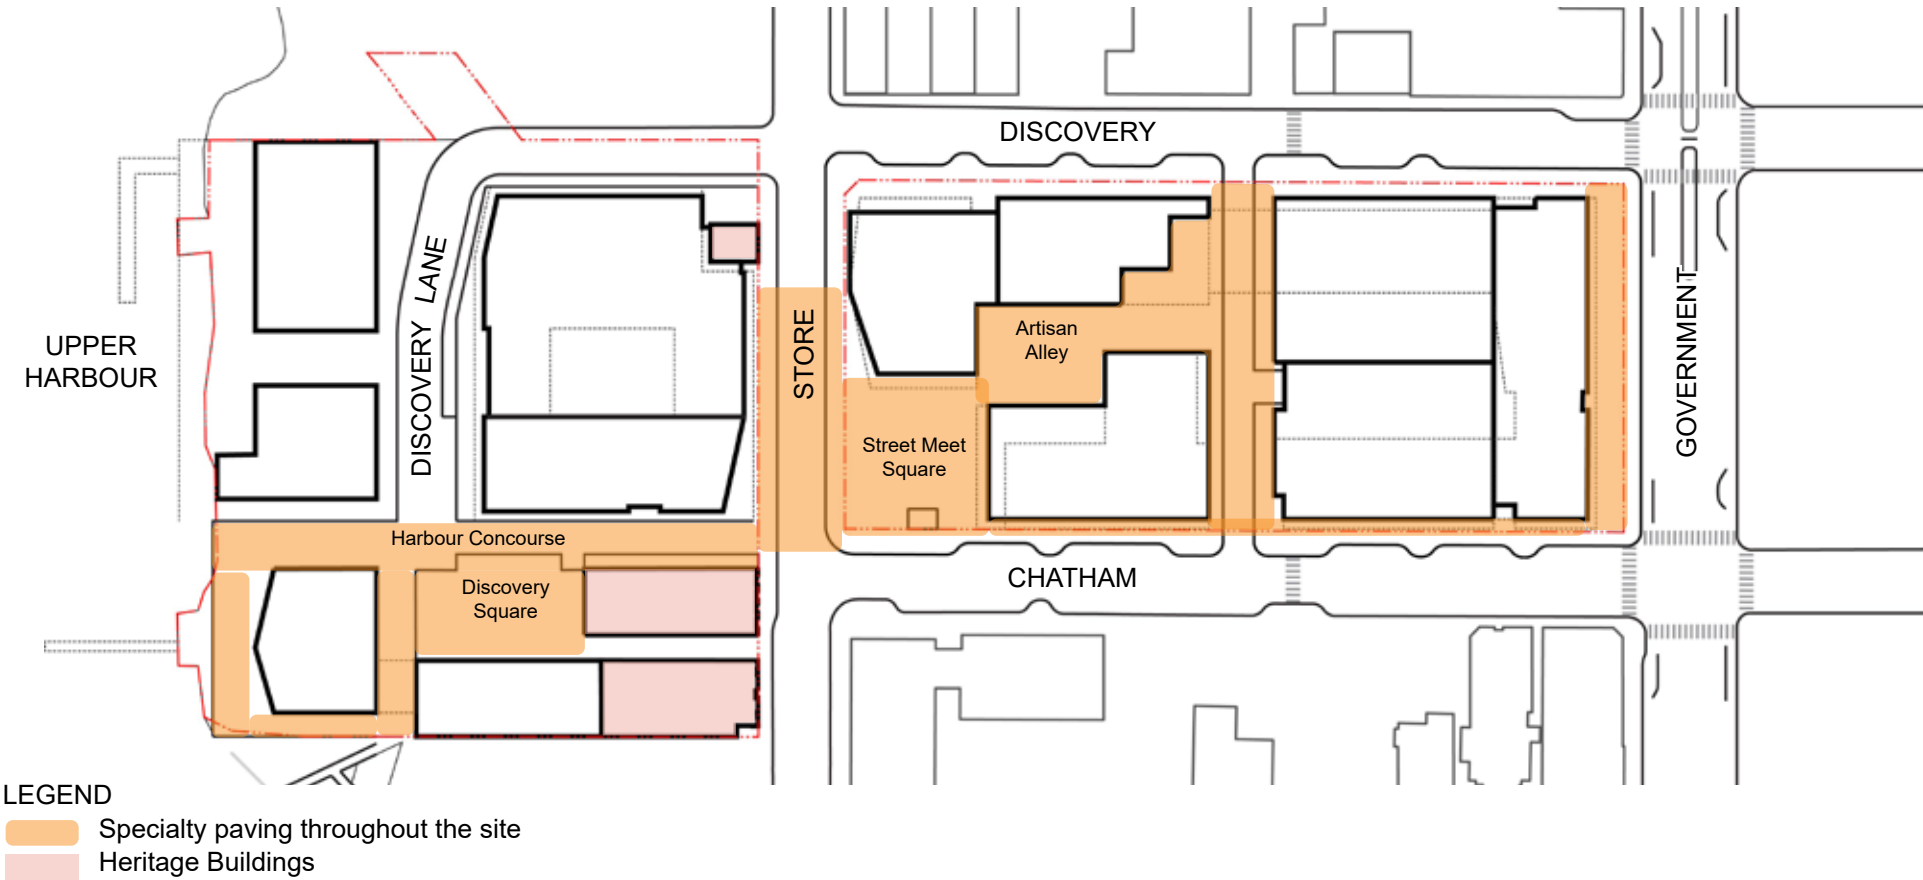 DISCOVERY
UPPER
HARBOUR
DISCOVERY LANE
STORE
Artisan
Alley
Street Meet
Square
GOVERNMENT
Harbour Concourse
Discovery
Square
CHATHAM
LEGEND
Specialty paving throughout the site
Heritage Buildings